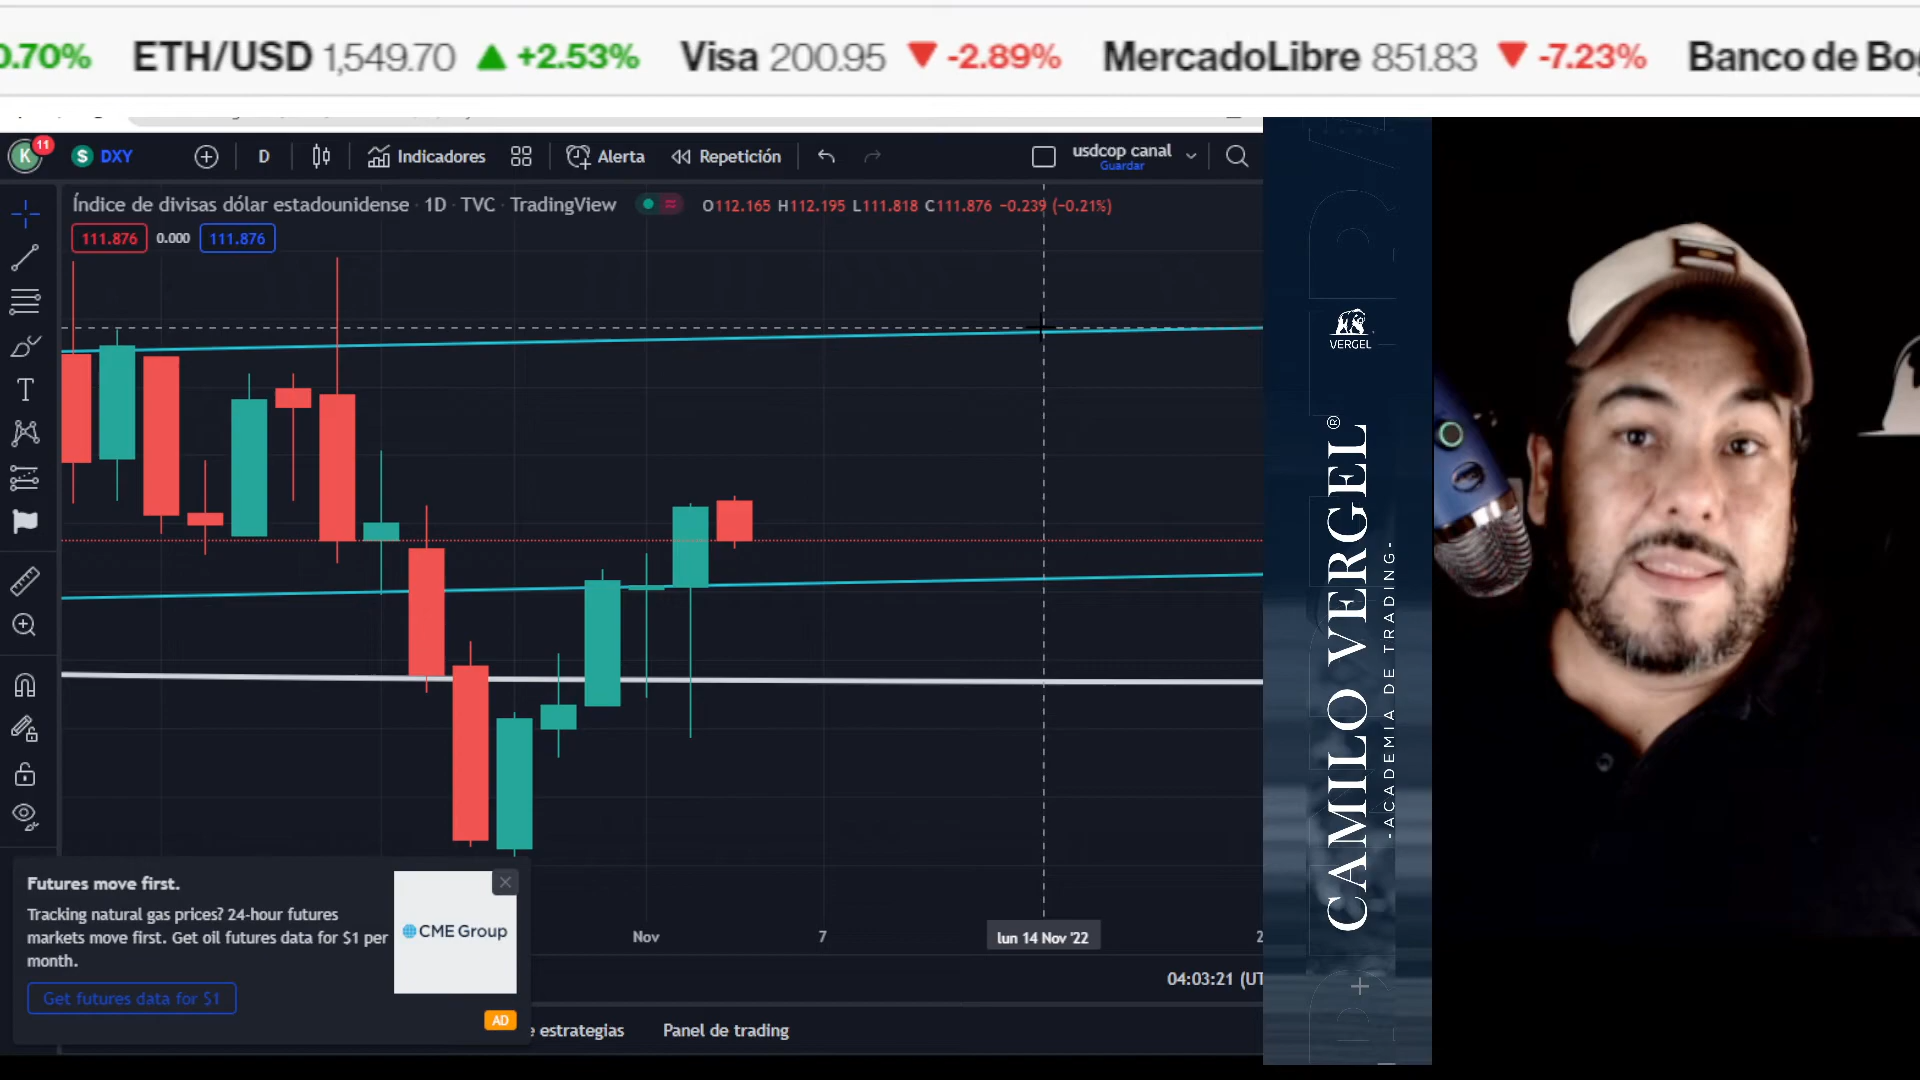 0.70% ETH/USD 1,549.70 ▲ +2.53% Visa 200.95 ▼ -2.89% MercadoLibre 851.83 ▼ -7.23% Banco de Bog
K 11 S DXY D Indicadores Alerta Repetición usdcop canal
Guardar
Índice de divisas dólar estadounidense · 1D · TVC · TradingView O112.165 H112.195 L111.818 C111.876 −0.239 (−0.21%)
111.876 0.000 111.876
T
VERGEL
CAMILO VERGEL®
-ACADEMIA DE TRADING-
Futures move first.
Tracking natural gas prices? 24-hour futures
markets move first. Get oil futures data for $1 per
month.
CME Group
Get futures data for $1
AD
Nov 7 lun 14 Nov '22 2
04:03:21 (UT
e estrategias Panel de trading